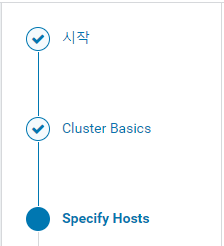 시작
Cluster Basics
Specify Hosts